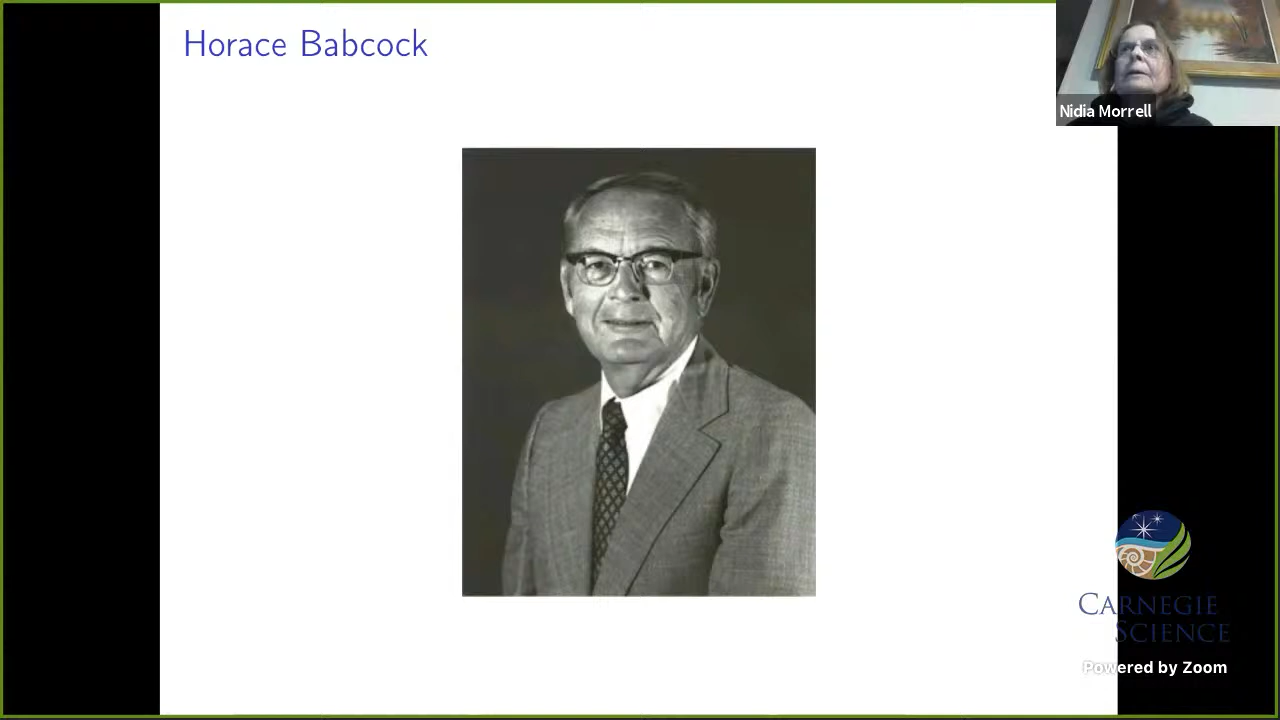 Horace Babcock
Nidia Morrell
CARNEGIE
SCIENCE
Powered by Zoom